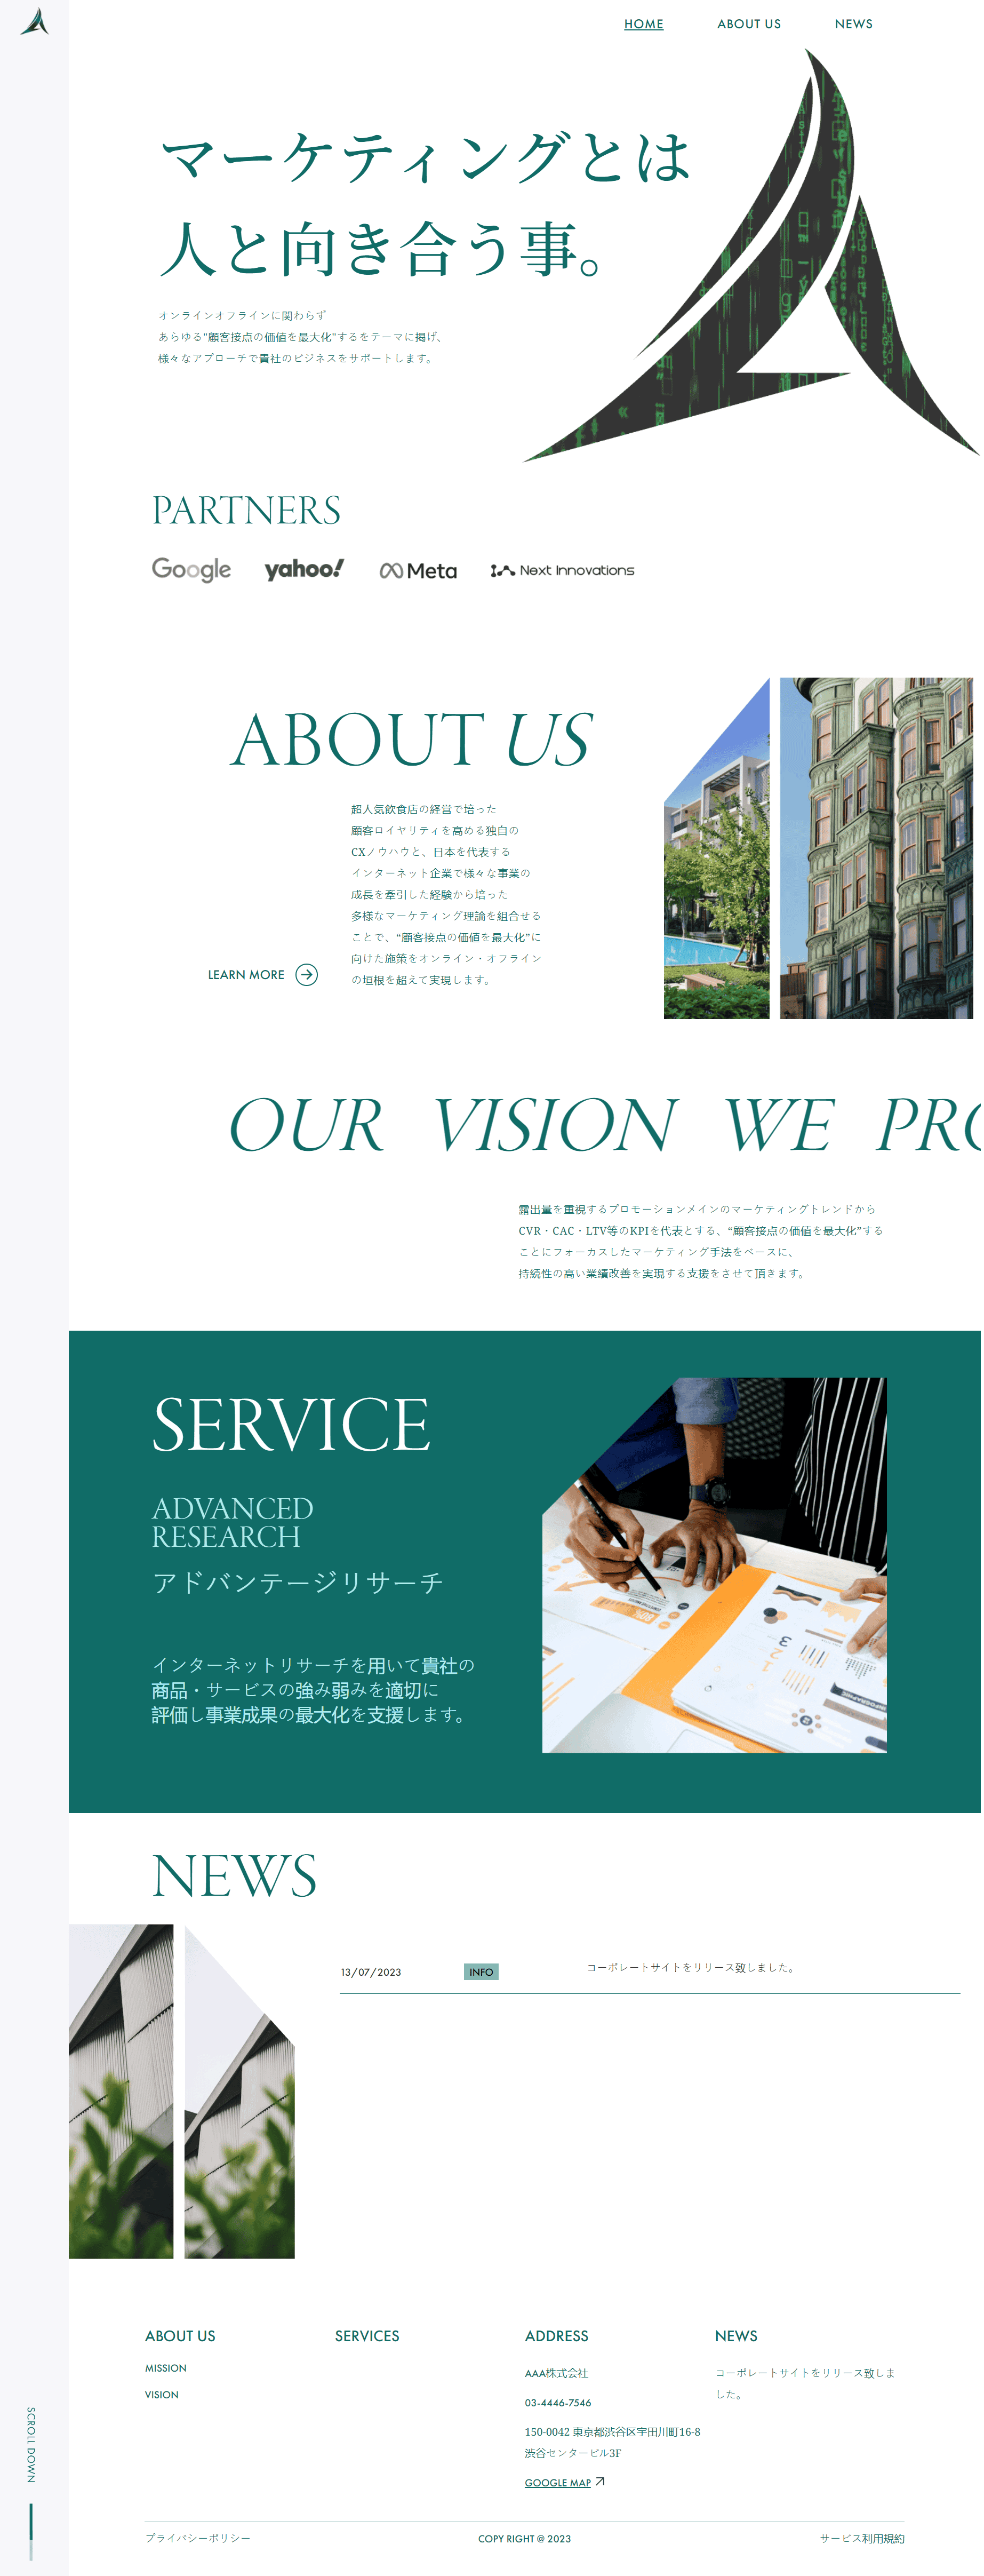 HOME
ABOUT US
NEWS
マーケティングとは
人と向き合う事。
オンラインオフラインに関わらず
あらゆる"顧客接点の価値を最大化"するをテーマに掲げ、
様々なアプローチで貴社のビジネスをサポートします。
PARTNERS
Google
yahoo!
Meta
Next Innovations
ABOUT US
超人気飲食店の経営で培った
顧客ロイヤリティを高める独自の
CXノウハウと、日本を代表する
インターネット企業で様々な事業の
成長を牽引した経験から培った
多様なマーケティング理論を組合せる
ことで、“顧客接点の価値を最大化”に
向けた施策をオンライン・オフライン
の垣根を超えて実現します。
LEARN MORE
OUR VISION WE PRO
露出量を重視するプロモーションメインのマーケティングトレンドから
CVR・CAC・LTV等のKPIを代表とする、“顧客接点の価値を最大化”する
ことにフォーカスしたマーケティング手法をベースに、
持続性の高い業績改善を実現する支援をさせて頂きます。
SERVICE
ADVANCED
RESEARCH
アドバンテージリサーチ
インターネットリサーチを用いて貴社の
商品・サービスの強み弱みを適切に
評価し事業成果の最大化を支援します。
NEWS
13/07/2023
INFO
コーポレートサイトをリリース致しました。
ABOUT US
MISSION
VISION
SERVICES
ADDRESS
AAA株式会社
03-4446-7546
150-0042 東京都渋谷区宇田川町16-8
渋谷センタービル3F
GOOGLE MAP
NEWS
コーポレートサイトをリリース致しま
した。
SCROLL DOWN
プライバシーポリシー
COPY RIGHT @ 2023
サービス利用規約